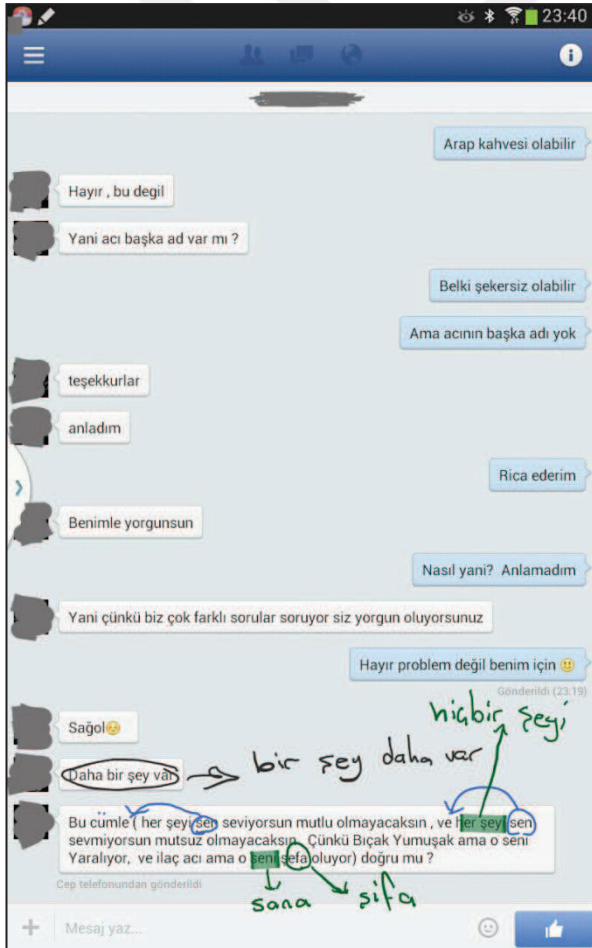 23:40
Arap kahvesi olabilir
Hayır , bu degil
Yani acı başka ad var mı ?
Belki şekersiz olabilir
Ama acının başka adı yok
teşekkurlar
anladım
Rica ederim
Benimle yorgunsun
Nasıl yani? Anlamadım
Yani çünkü biz çok farklı sorular soruyor siz yorgun oluyorsunuz
Hayır problem değil benim için 🙂
Gönderildi (23:19)
hiçbir şeyi
Sağol😔
Daha bir şey var
bir şey daha var
Bu cümle ( her şeyi sen seviyorsun mutlu olmayacaksın , ve her şeyi sen
sevmiyorsun mutsuz olmayacaksın , Çünkü Bıçak Yumuşak ama o seni
Yaralıyor, ve ilaç acı ama o seni şefa oluyor) doğru mu ?
Cep telefonundan gönderildi
sana
şifa
Mesaj yaz...